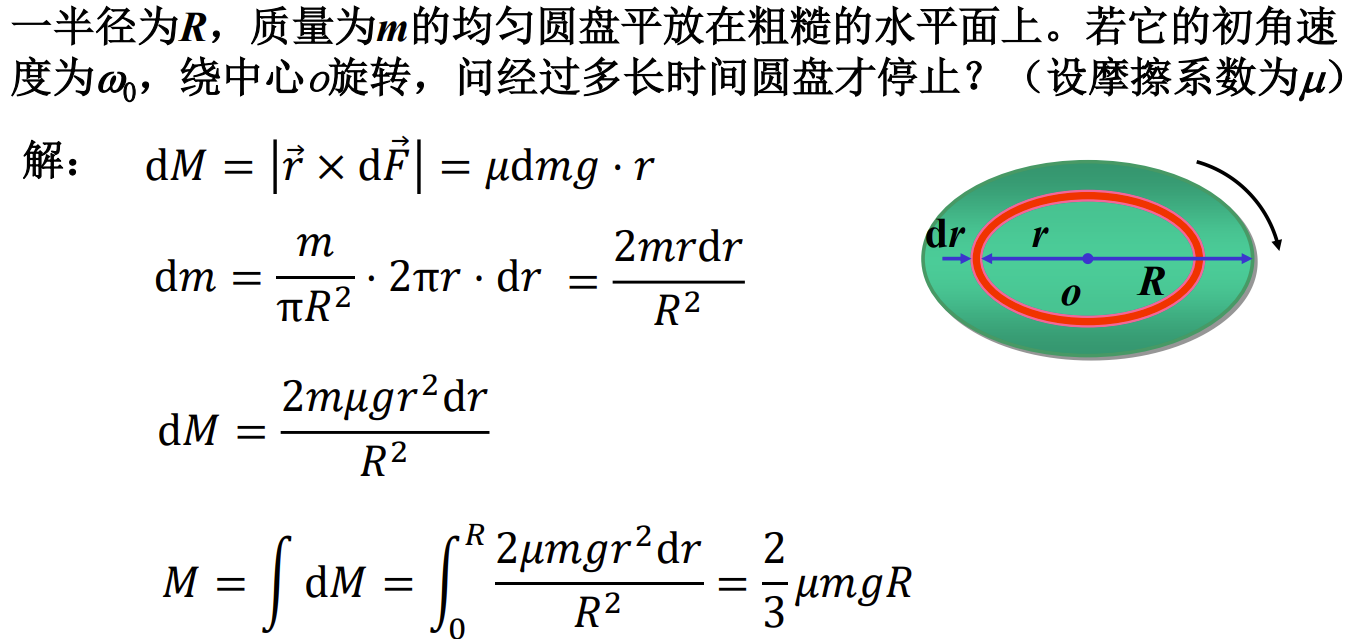 一半径为R，质量为m的均匀圆盘平放在粗糙的水平面上。若它的初角速
度为ω₀，绕中心o旋转，问经过多长时间圆盘才停止？（设摩擦系数为μ）
解： dM = |r⃗ × dF⃗| = μdmg · r
dm = m/(πR²) · 2πr · dr = 2mrdr/R²
dM = 2mμgr²dr/R²
M = ∫ dM = ∫₀ᴿ 2μmgr²dr/R² = 2/3 μmgR
dr r
o R